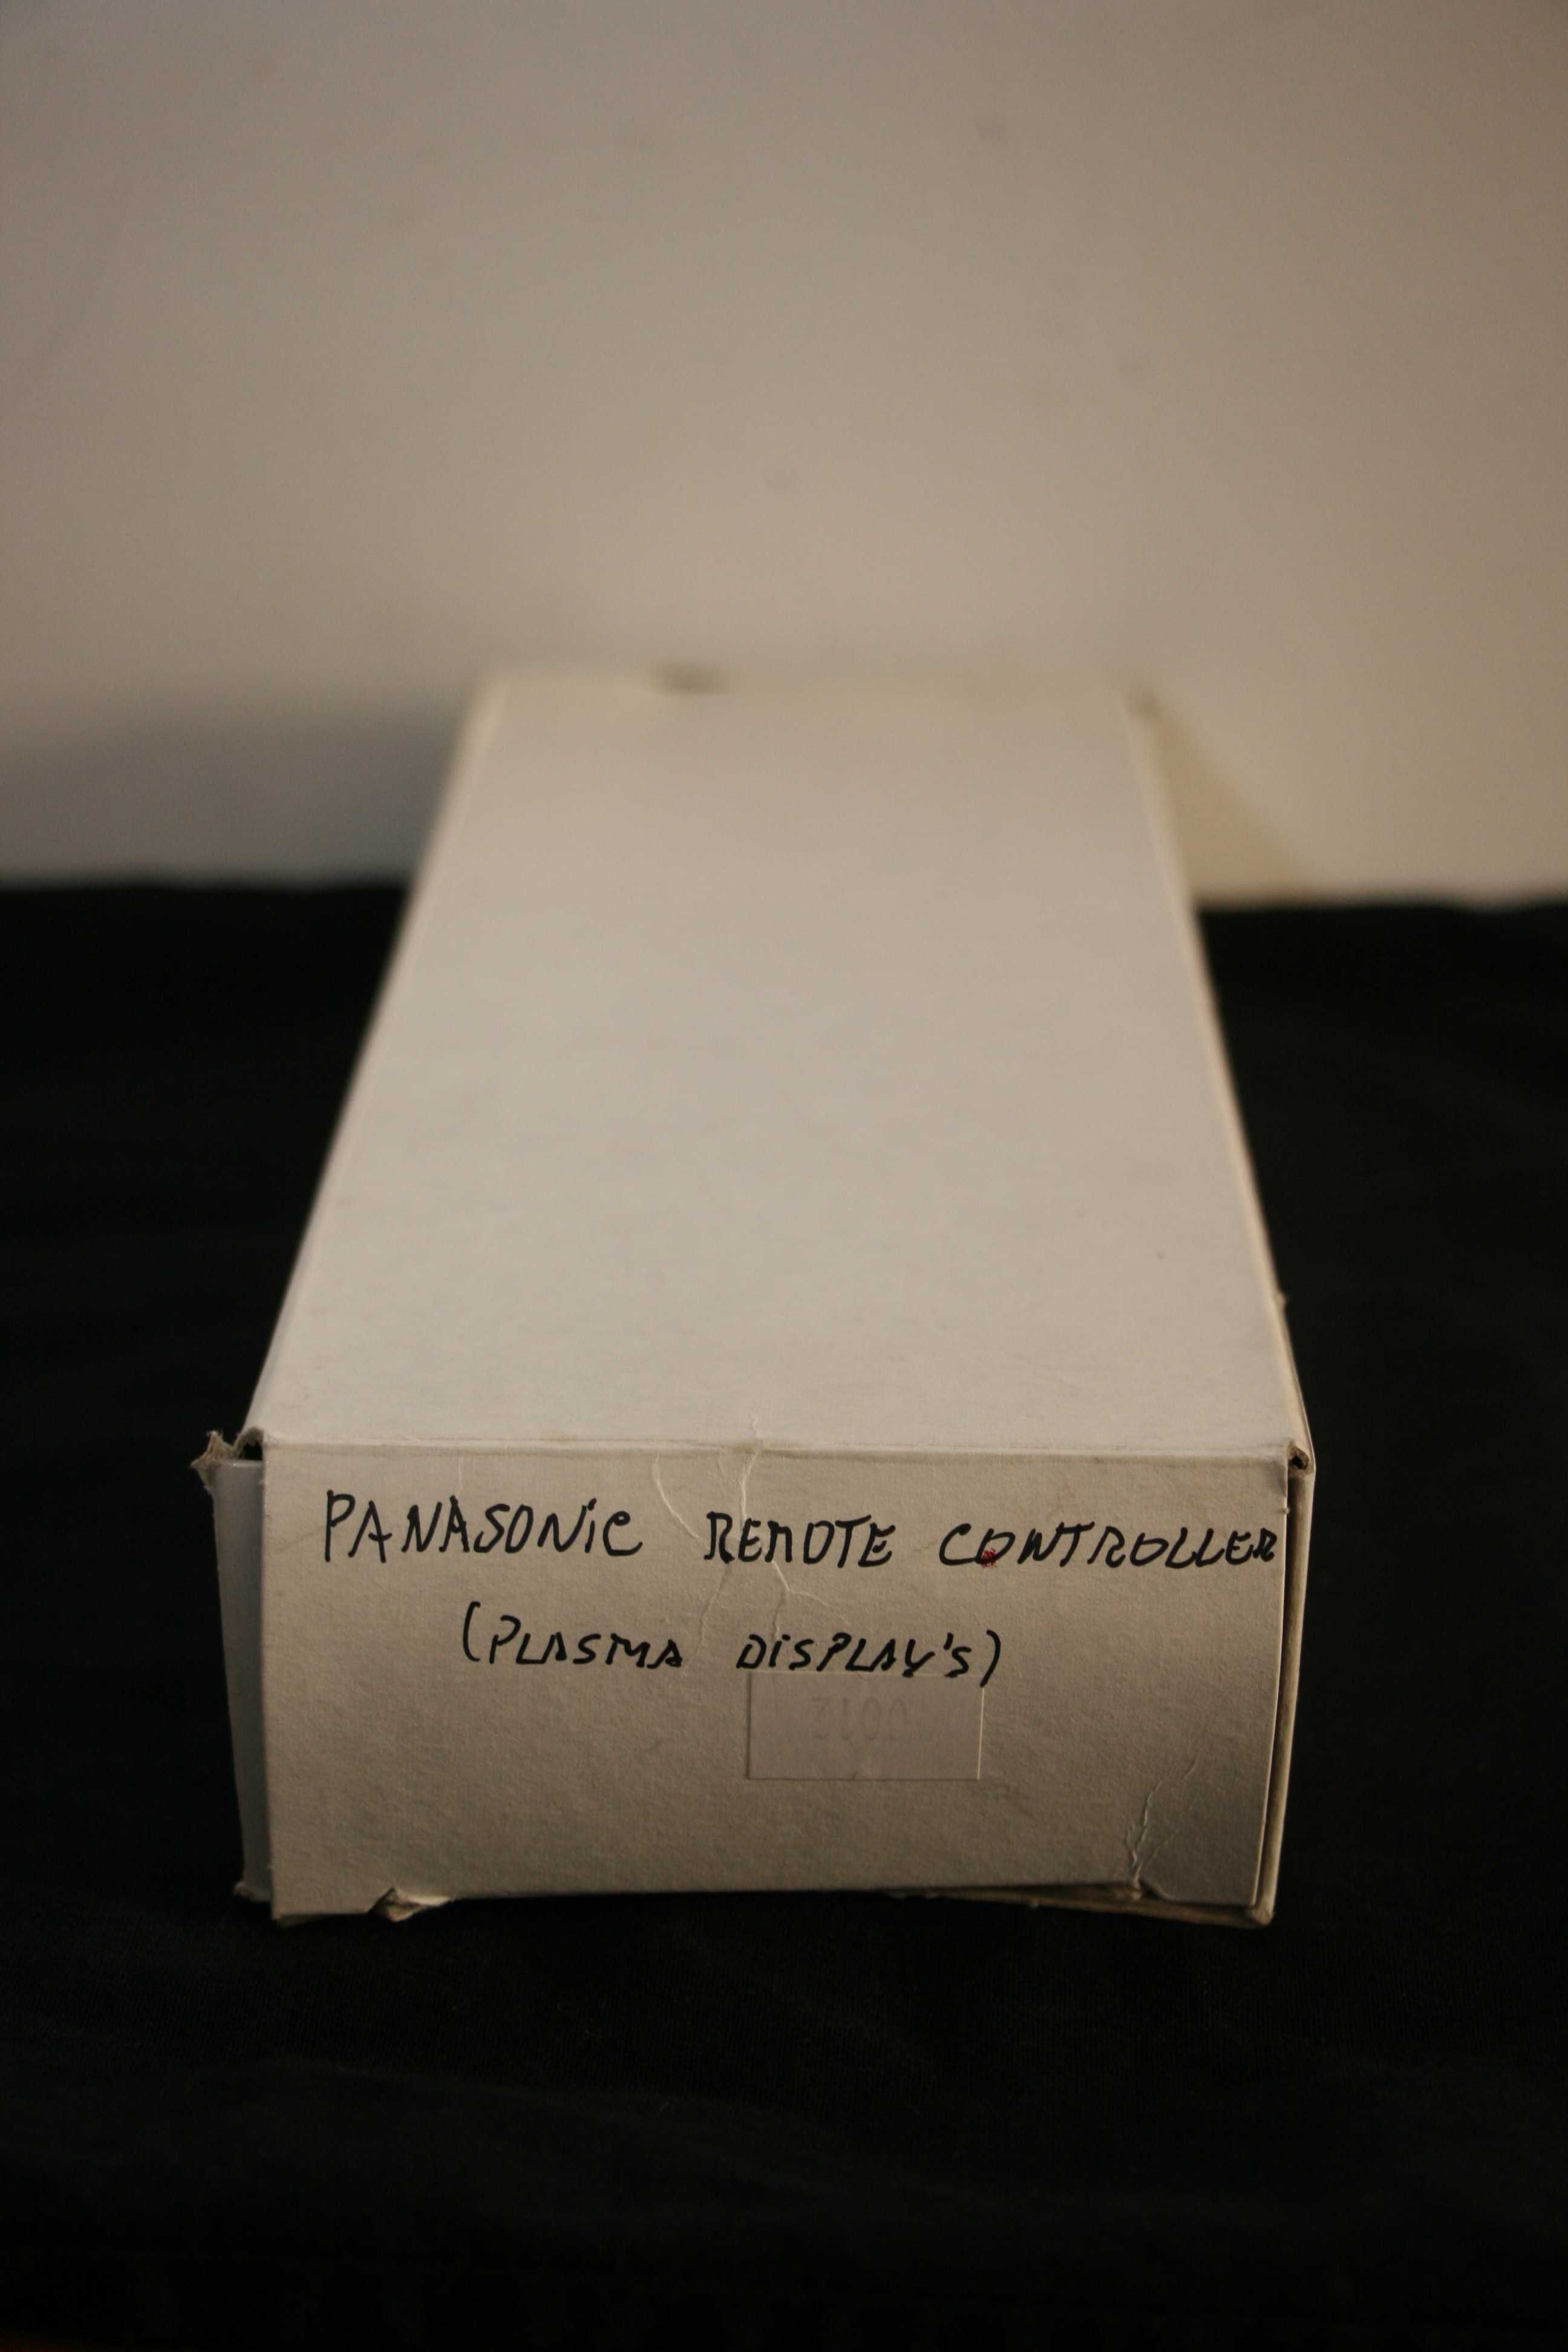 PANASONiC REMOTE CONTROLLER
(PLASMA DiSPLAY'S)